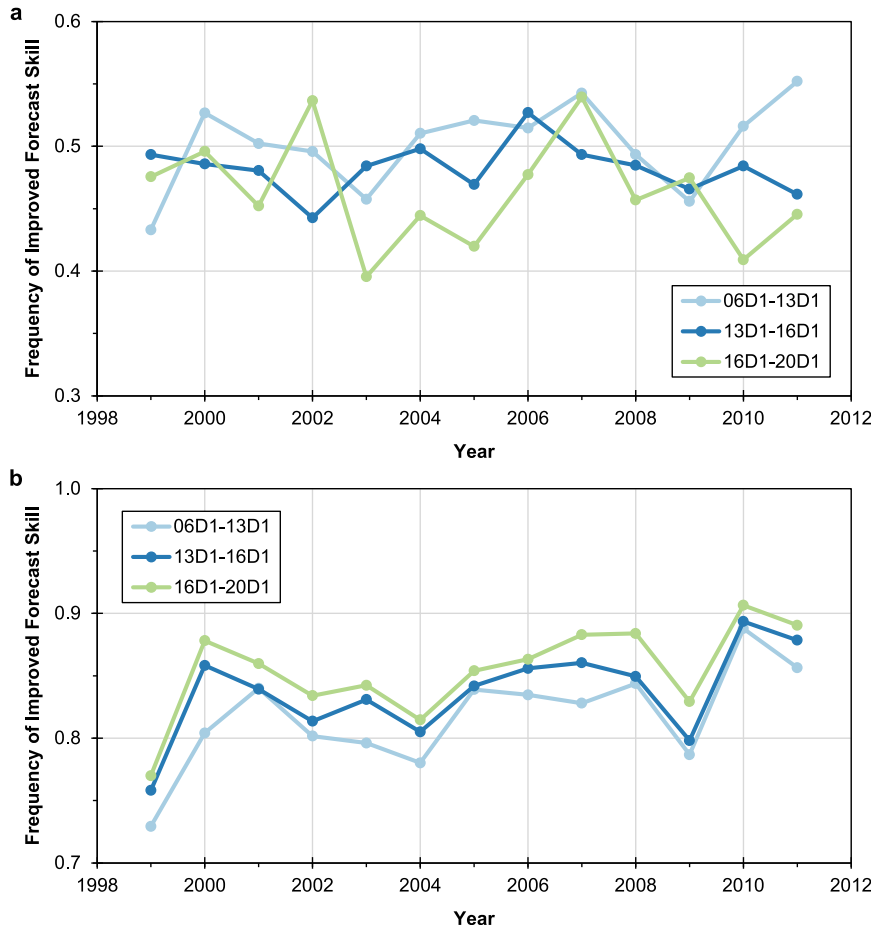 a
Frequency of Improved Forecast Skill
0.6
0.5
0.4
0.3
06D1-13D1
13D1-16D1
16D1-20D1
1998 2000 2002 2004 2006 2008 2010 2012
Year
b
Frequency of Improved Forecast Skill
1.0
0.9
0.8
0.7
06D1-13D1
13D1-16D1
16D1-20D1
1998 2000 2002 2004 2006 2008 2010 2012
Year